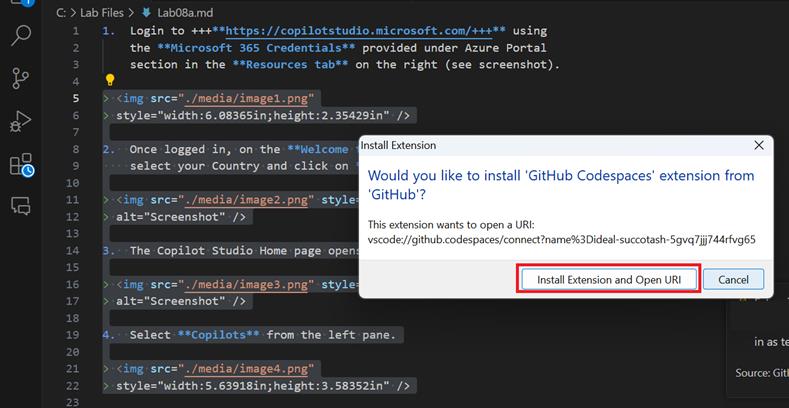 C: > Lab Files > Lab08a.md
1 1. Login to +++**https://copilotstudio.microsoft.com/+++** using
2 the **Microsoft 365 Credentials** provided under Azure Portal
3 section in the **Resources tab** on the right (see screenshot).
4
5 > <img src="./media/image1.png"
6 > style="width:6.08365in;height:2.35429in" />
7
8 2. Once logged in, on the **Welcome
9 select your Country and click on
10
11 > <img src="./media/image2.png"
12 > alt="Screenshot" />
13
14 3. The Copilot Studio Home page opens
15
16 > <img src="./media/image3.png"
17 > alt="Screenshot" />
18
19 4. Select **Copilots** from the left pane.
20
21 > <img src="./media/image4.png"
22 > style="width:5.63918in;height:3.58352in" />
23
Install Extension
Would you like to install 'GitHub Codespaces' extension from
'GitHub'?
This extension wants to open a URI:
vscode://github.codespaces/connect?name%3Dideal-succotash-5gvq7jjj744rfvg65
Install Extension and Open URI
Cancel
in as te
Source: Gitl